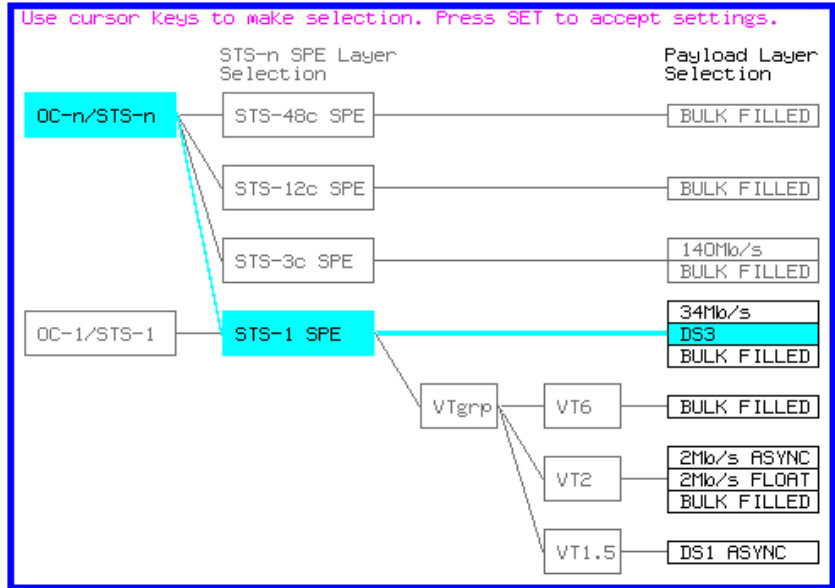 Use cursor keys to make selection. Press SET to accept settings.
STS-n SPE Layer
Selection
Payload Layer
Selection
OC-n/STS-n
STS-48c SPE
BULK FILLED
STS-12c SPE
BULK FILLED
STS-3c SPE
140Mb/s
BULK FILLED
OC-1/STS-1
STS-1 SPE
34Mb/s
DS3
BULK FILLED
VTgrp
VT6
BULK FILLED
VT2
2Mb/s ASYNC
2Mb/s FLOAT
BULK FILLED
VT1.5
DS1 ASYNC